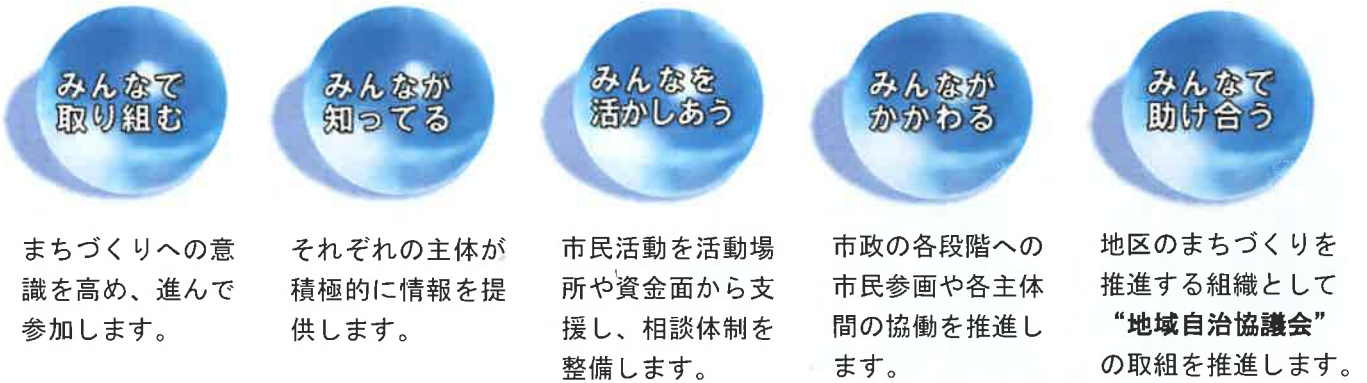 みんなで
取り組む
まちづくりへの意
識を高め、進んで
参加します。
みんなが
知ってる
それぞれの主体が
積極的に情報を提
供します。
みんなを
活かしあう
市民活動を活動場
所や資金面から支
援し、相談体制を
整備します。
みんなが
かかわる
市政の各段階への
市民参画や各主体
間の協働を推進し
ます。
みんなで
助け合う
地区のまちづくりを
推進する組織として
“地域自治協議会”
の取組を推進します。